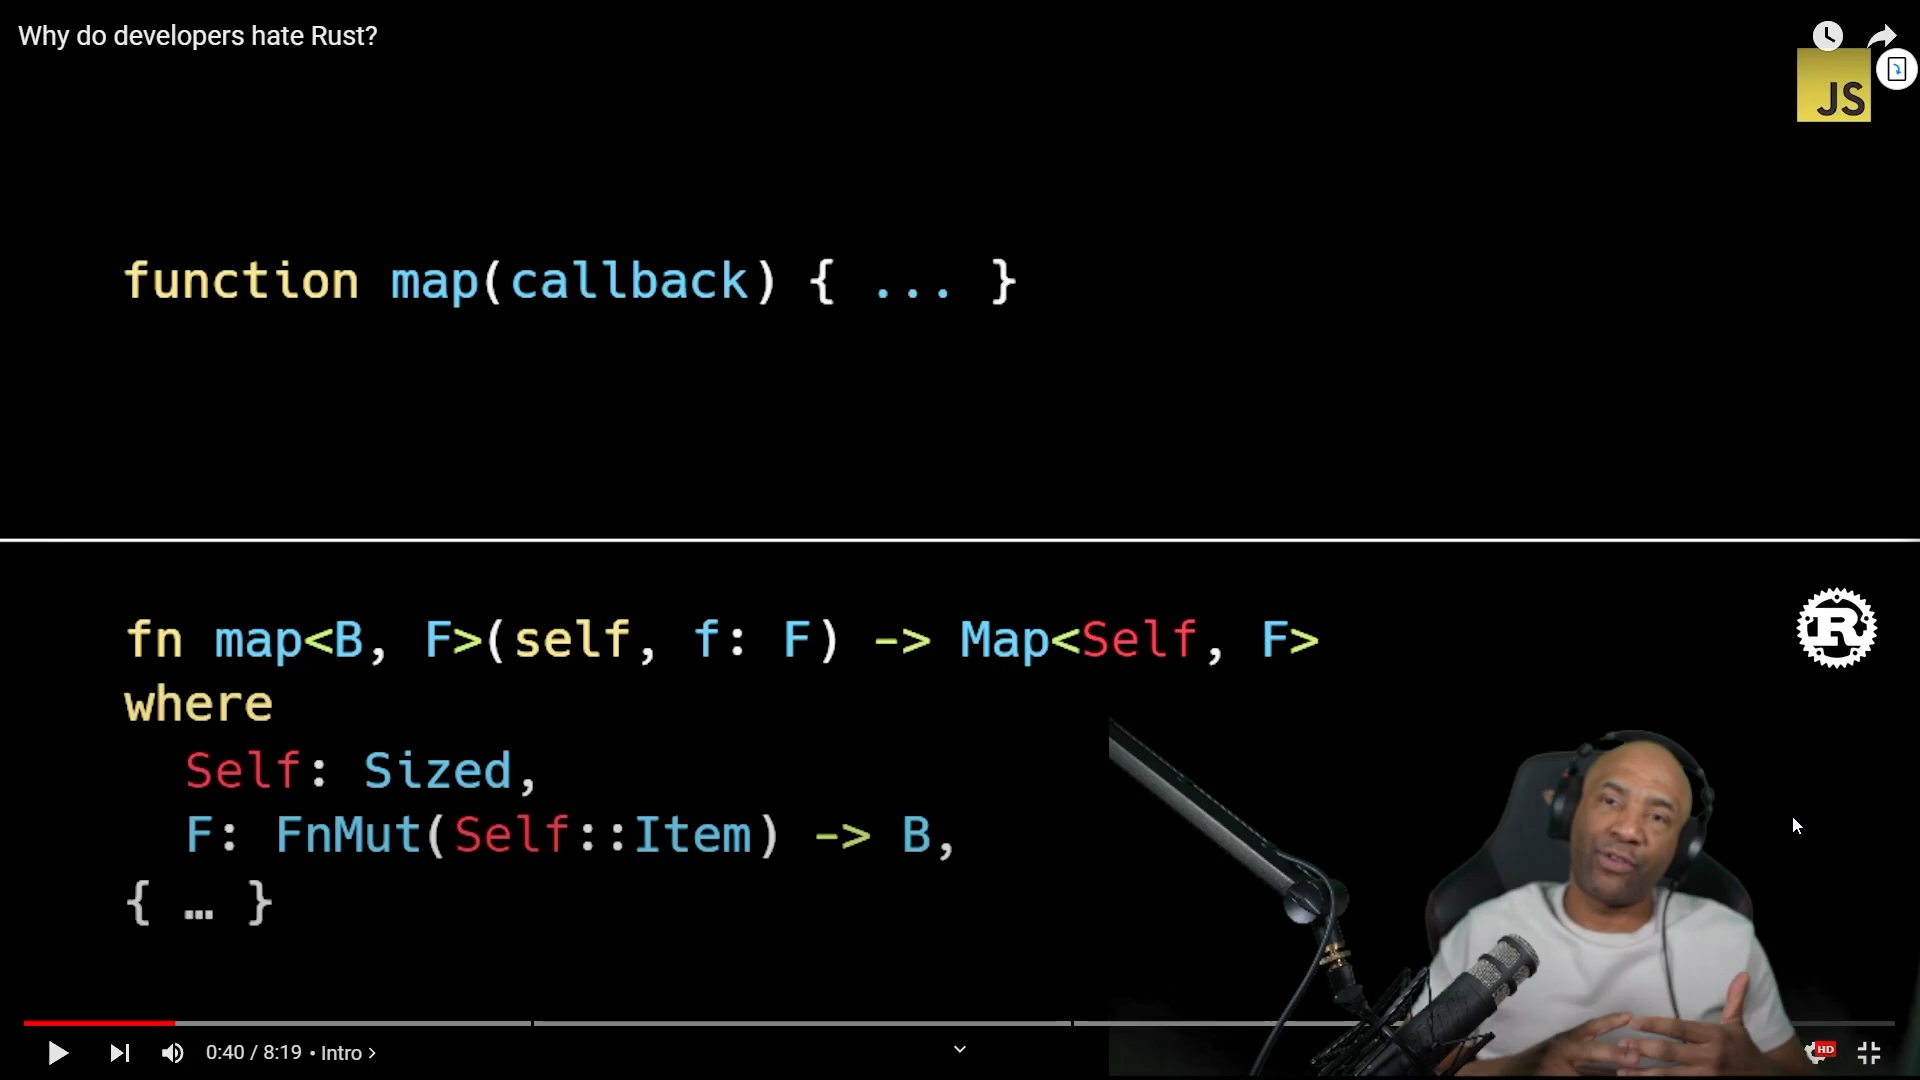 Why do developers hate Rust?
JS
function map(callback) { ... }
fn map<B, F>(self, f: F) -> Map<Self, F>
where
Self: Sized,
F: FnMut(Self::Item) -> B,
{ … }
R
0:40 / 8:19 • Intro >
HD